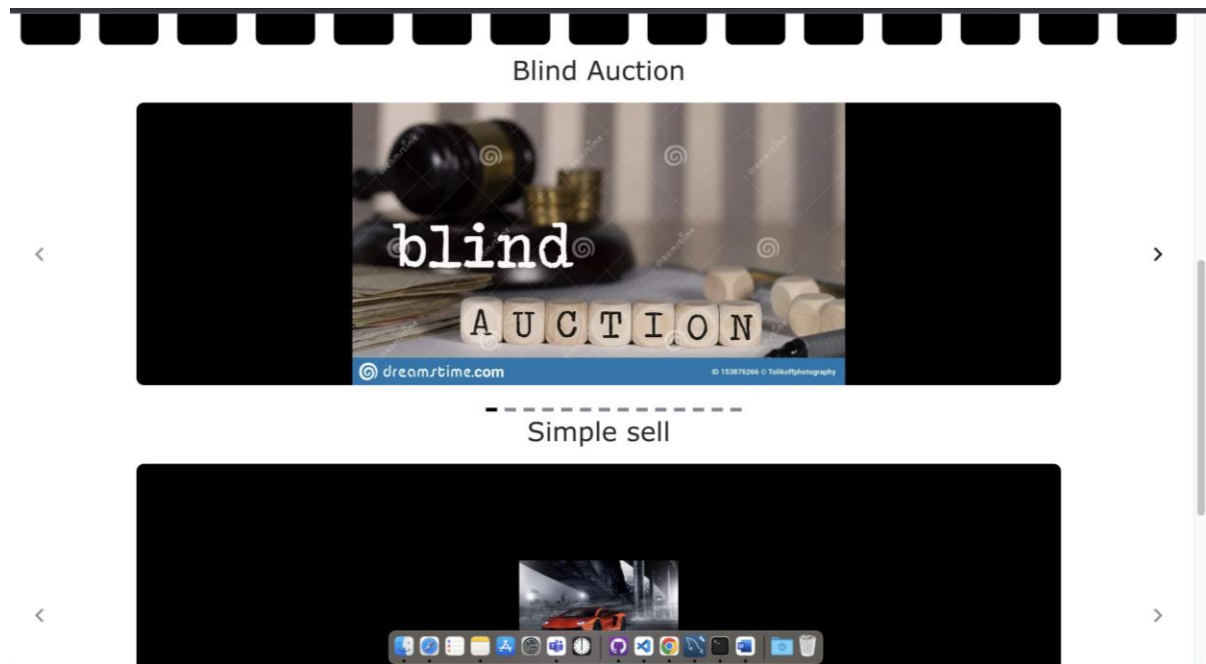 Blind Auction
blind
AUCTION
dreamstime.com
ID 153876266 © Tolikoffphotography
Simple sell